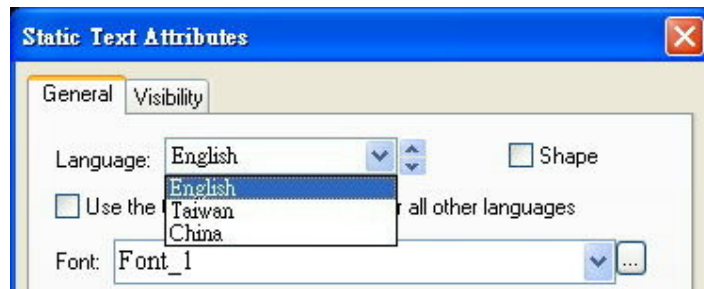 Static Text Attributes
General Visibility
Language: English Shape
English
Use the r all other languages
Taiwan
China
Font: Font_1 ...